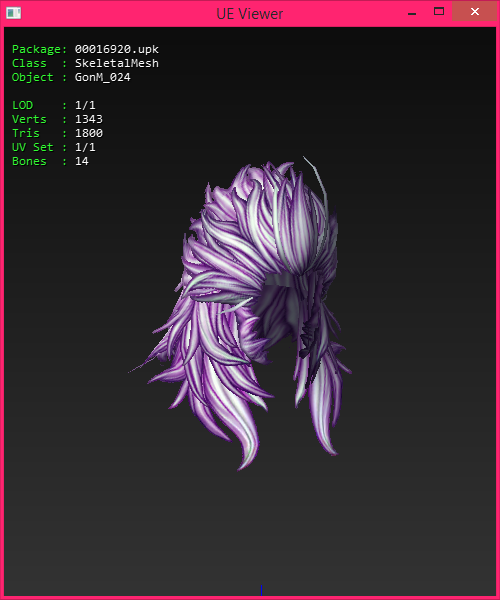 UE Viewer
Package: 00016920.upk
Class : SkeletalMesh
Object : GonM_024
LOD : 1/1
Verts : 1343
Tris : 1800
UV Set : 1/1
Bones : 14